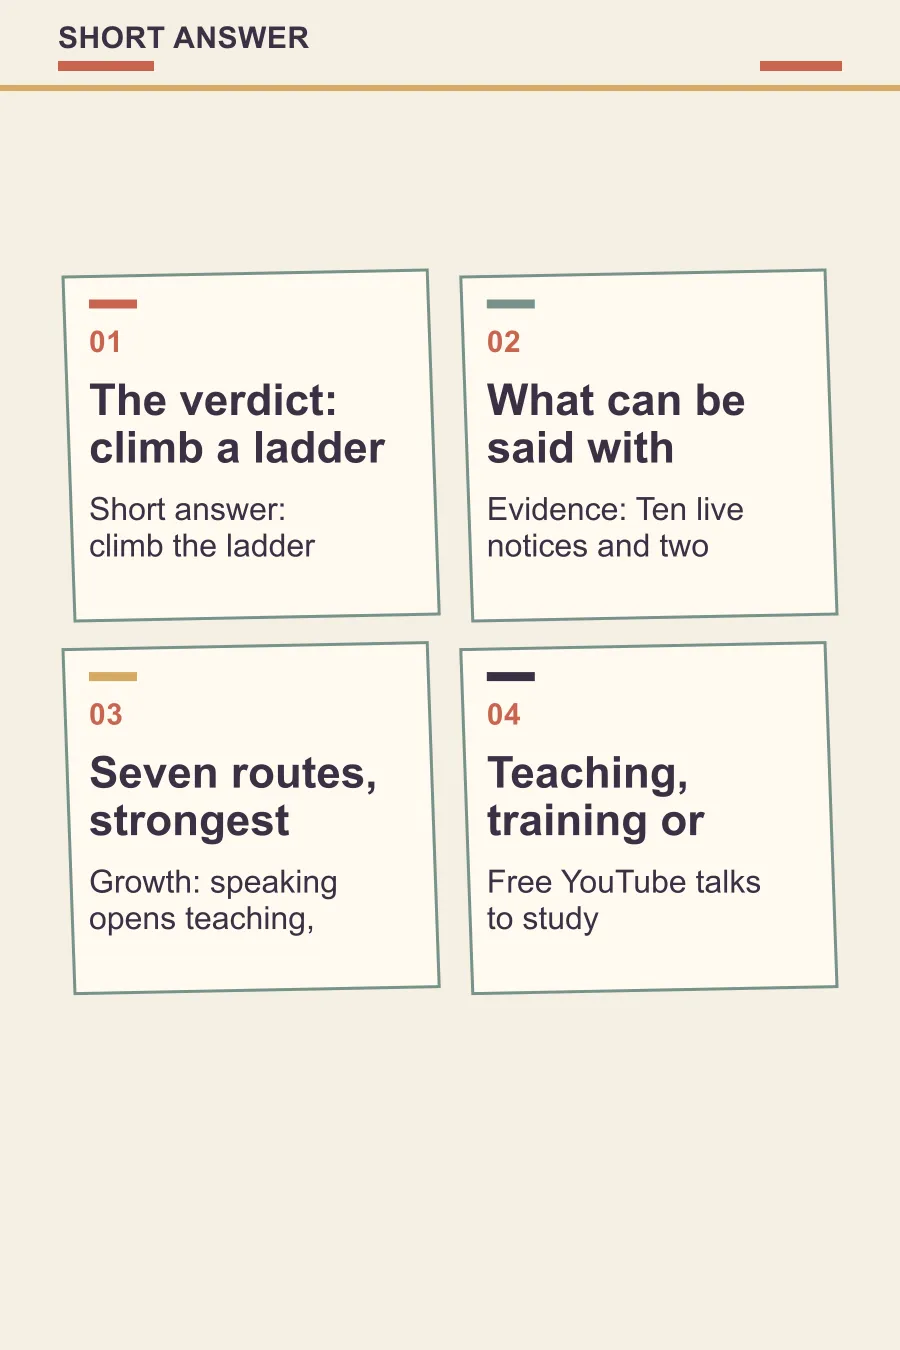 SHORT ANSWER
01
The verdict:
climb a ladder
Short answer:
climb the ladder
02
What can be
said with
Evidence: Ten live
notices and two
03
Seven routes,
strongest
Growth: speaking
opens teaching,
04
Teaching,
training or
Free YouTube talks
to study